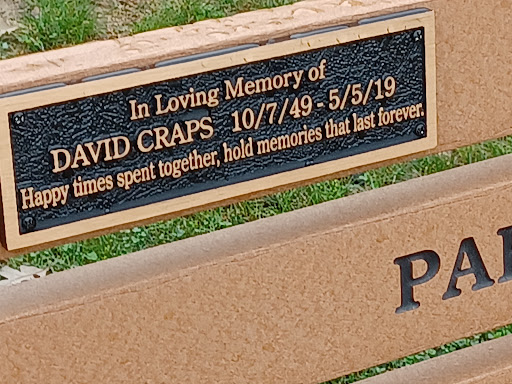 In Loving Memory of
DAVID CRAPS 10/7/49 - 5/5/19
Happy times spent together, hold memories that last forever.